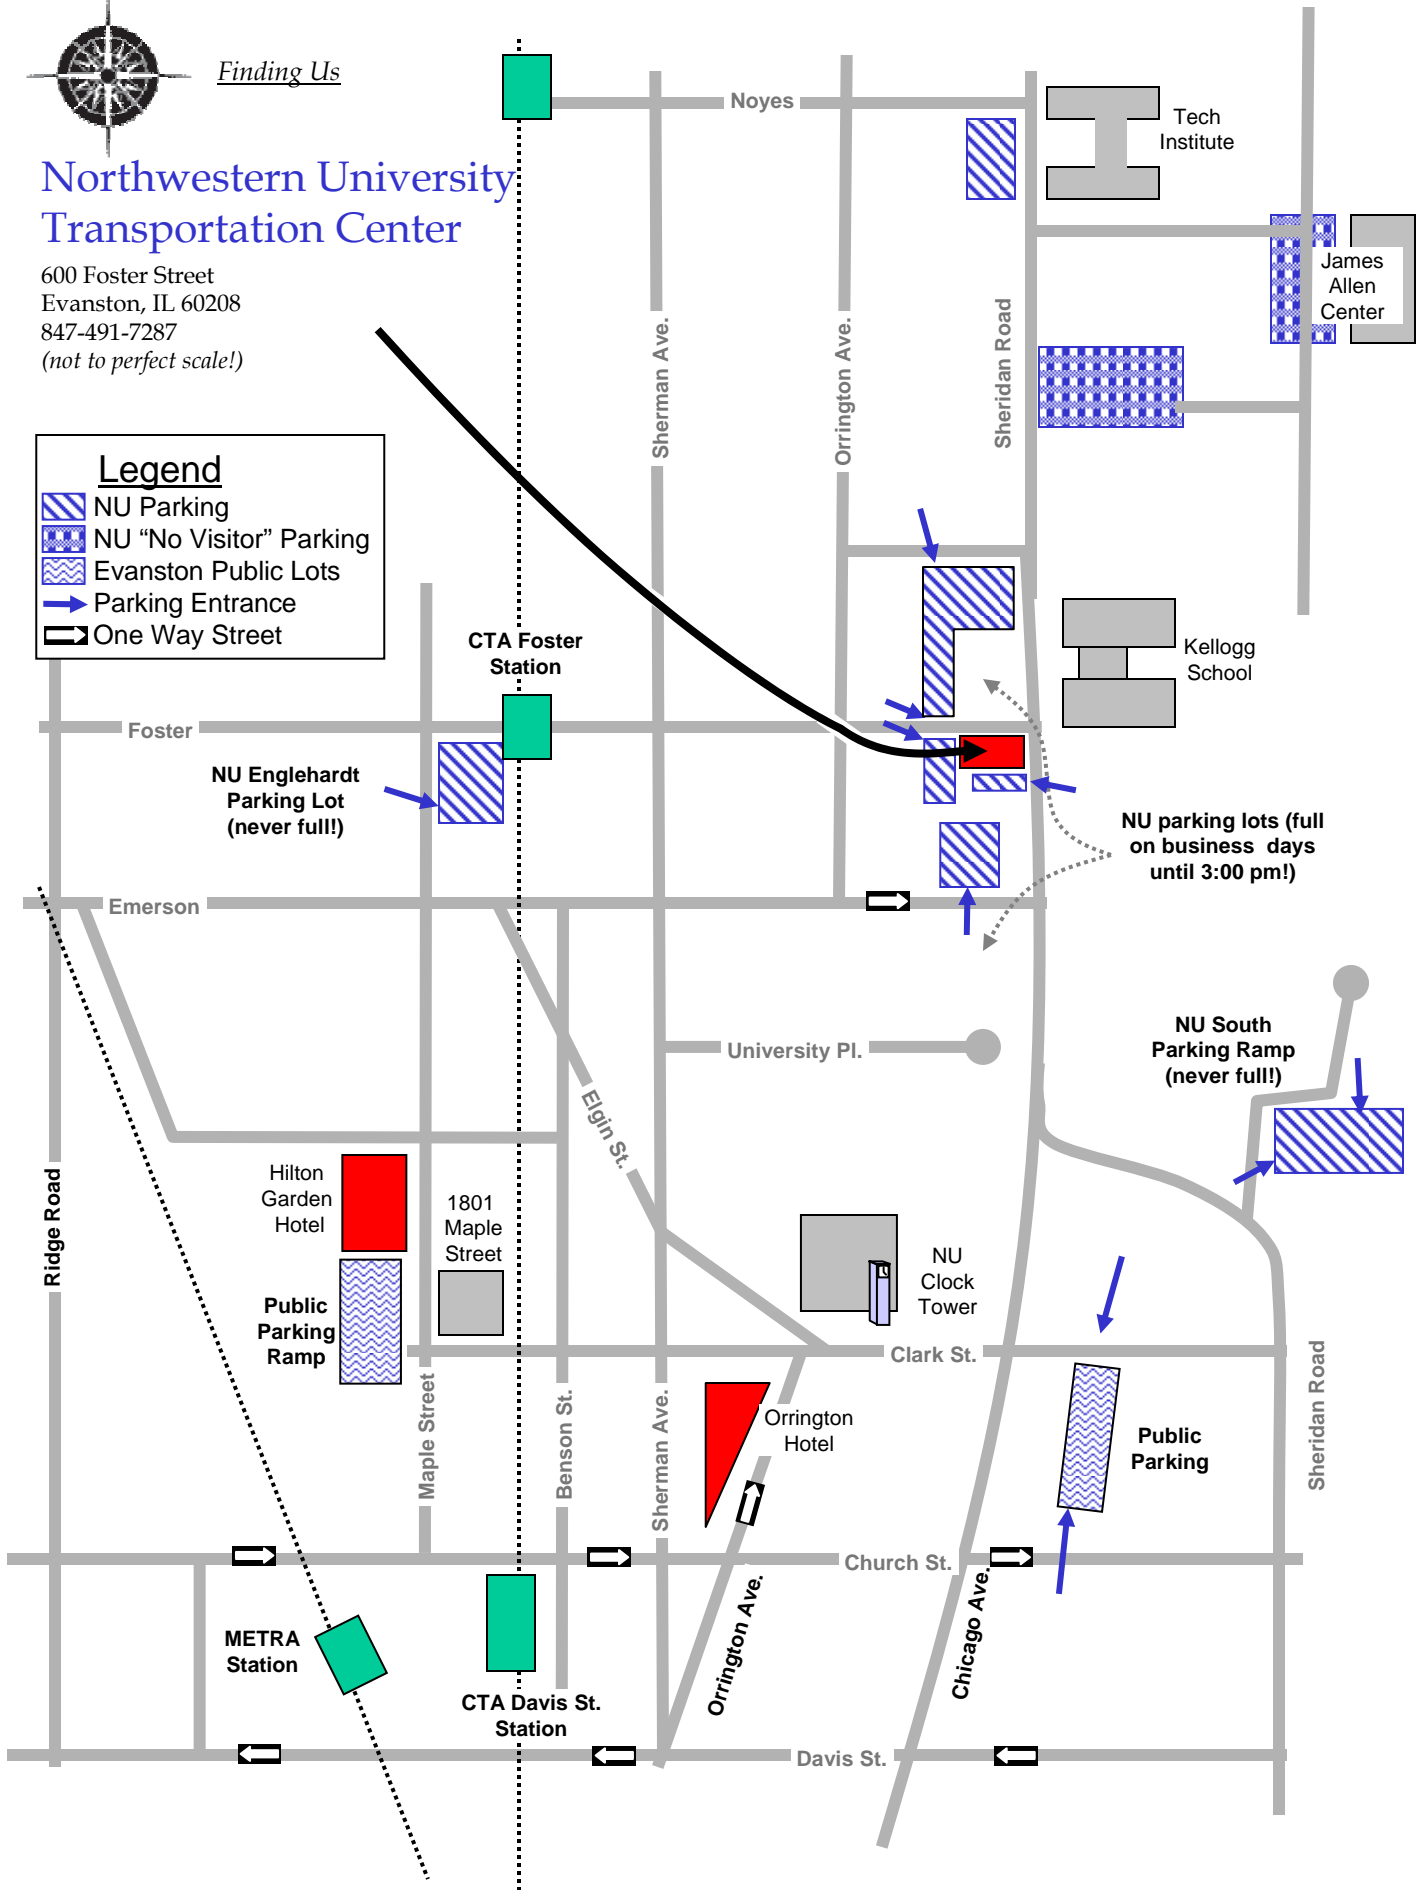 Finding Us
Northwestern University
Transportation Center
600 Foster Street
Evanston, IL 60208
847-491-7287
(not to perfect scale!)
Legend
NU Parking
NU “No Visitor” Parking
Evanston Public Lots
Parking Entrance
One Way Street
Noyes
Tech
Institute
James
Allen
Center
Sherman Ave.
Orrington Ave.
Sheridan Road
CTA Foster
Station
Kellogg
School
Foster
NU Englehardt
Parking Lot
(never full!)
NU parking lots (full
on business  days
until 3:00 pm!)
Emerson
University Pl.
NU South
Parking Ramp
(never full!)
Elgin St.
Ridge Road
Hilton
Garden
Hotel
1801
Maple
Street
NU
Clock
Tower
Public
Parking
Ramp
Clark St.
Maple Street
Benson St.
Sherman Ave.
Orrington
Hotel
Public
Parking
Sheridan Road
Church St.
Orrington Ave.
Chicago Ave.
METRA
Station
CTA Davis St.
Station
Davis St.